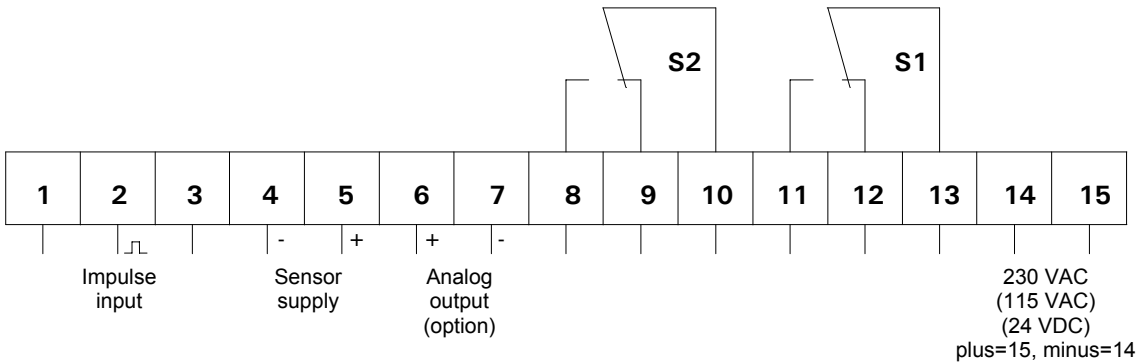 S2 S1
1 2 3 4 5 6 7 8 9 10 11 12 13 14 15
- + + -
Impulse
input
Sensor
supply
Analog
output
(option)
230 VAC
(115 VAC)
(24 VDC)
plus=15, minus=14